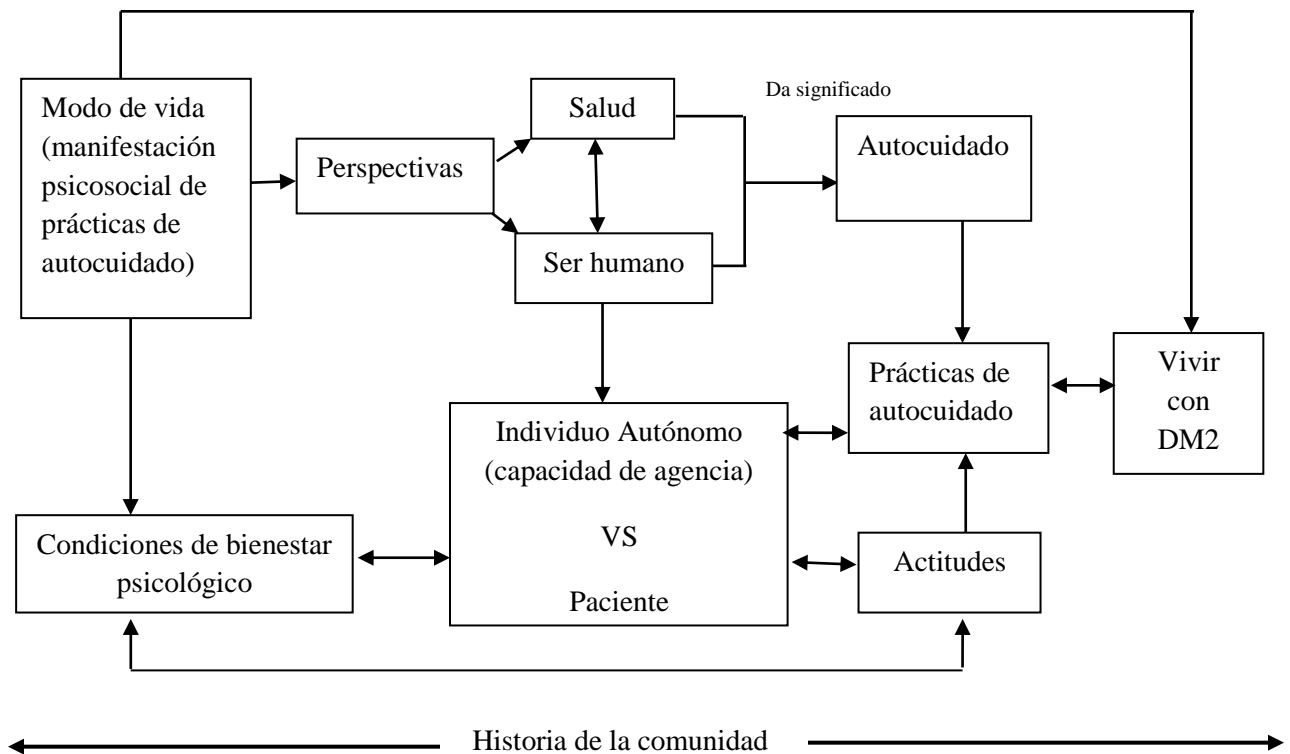 Modo de vida
(manifestación
psicosocial de
prácticas de
autocuidado)
Perspectivas
Salud
Ser humano
Da significado
Autocuidado
Prácticas de
autocuidado
Vivir
con
DM2
Individuo Autónomo
(capacidad de agencia)
VS
Paciente
Condiciones de bienestar
psicológico
Actitudes
Historia de la comunidad